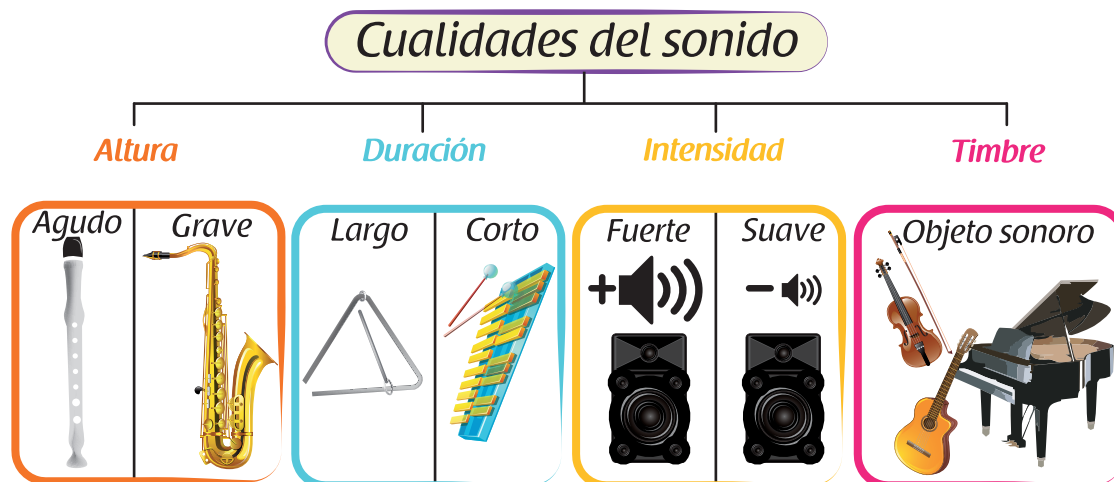 Cualidades del sonido
Altura
Duración
Intensidad
Timbre
Agudo
Grave
Largo
Corto
Fuerte
Suave
Objeto sonoro